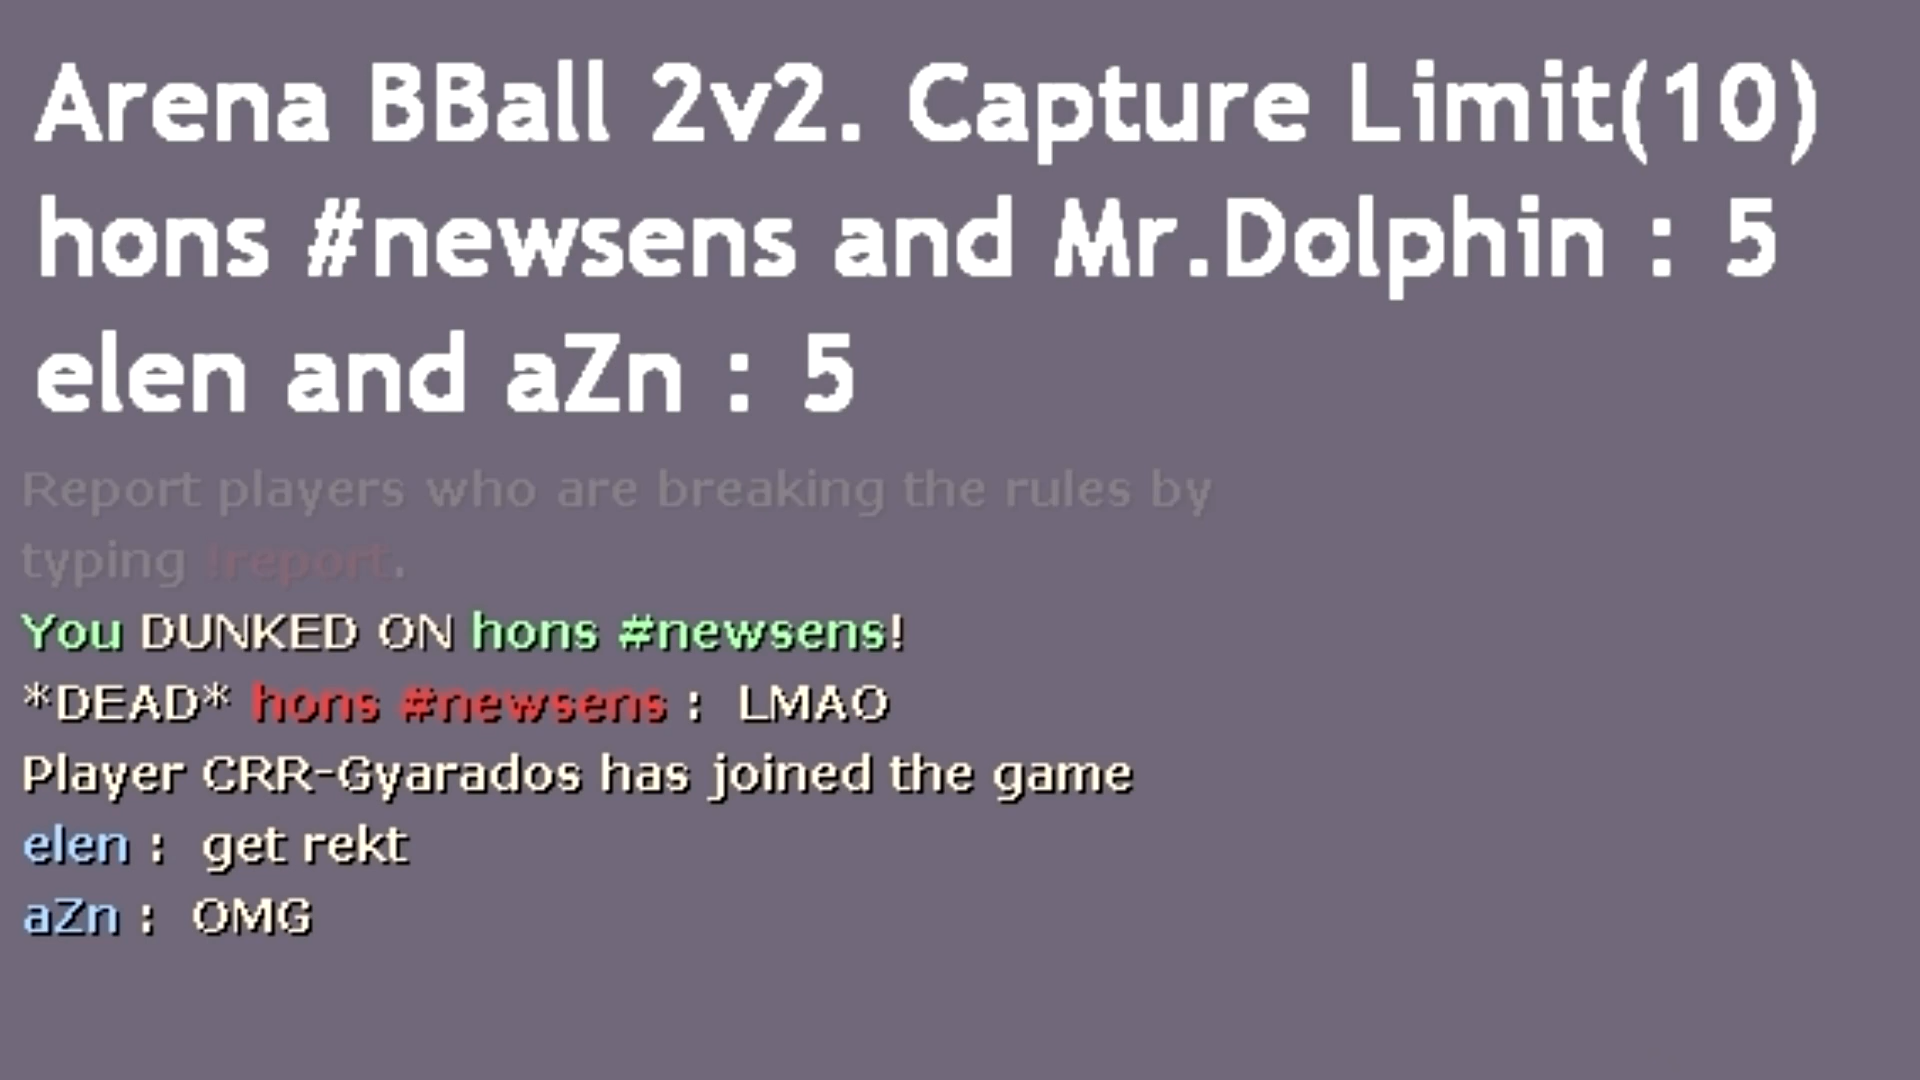 Arena BBall 2v2. Capture Limit(10)
hons #newsens and Mr.Dolphin : 5
elen and aZn : 5
Report players who are breaking the rules by
typing !report.
You DUNKED ON hons #newsens!
*DEAD* hons #newsens :  LMAO
Player CRR-Gyarados has joined the game
elen :  get rekt
aZn :  OMG